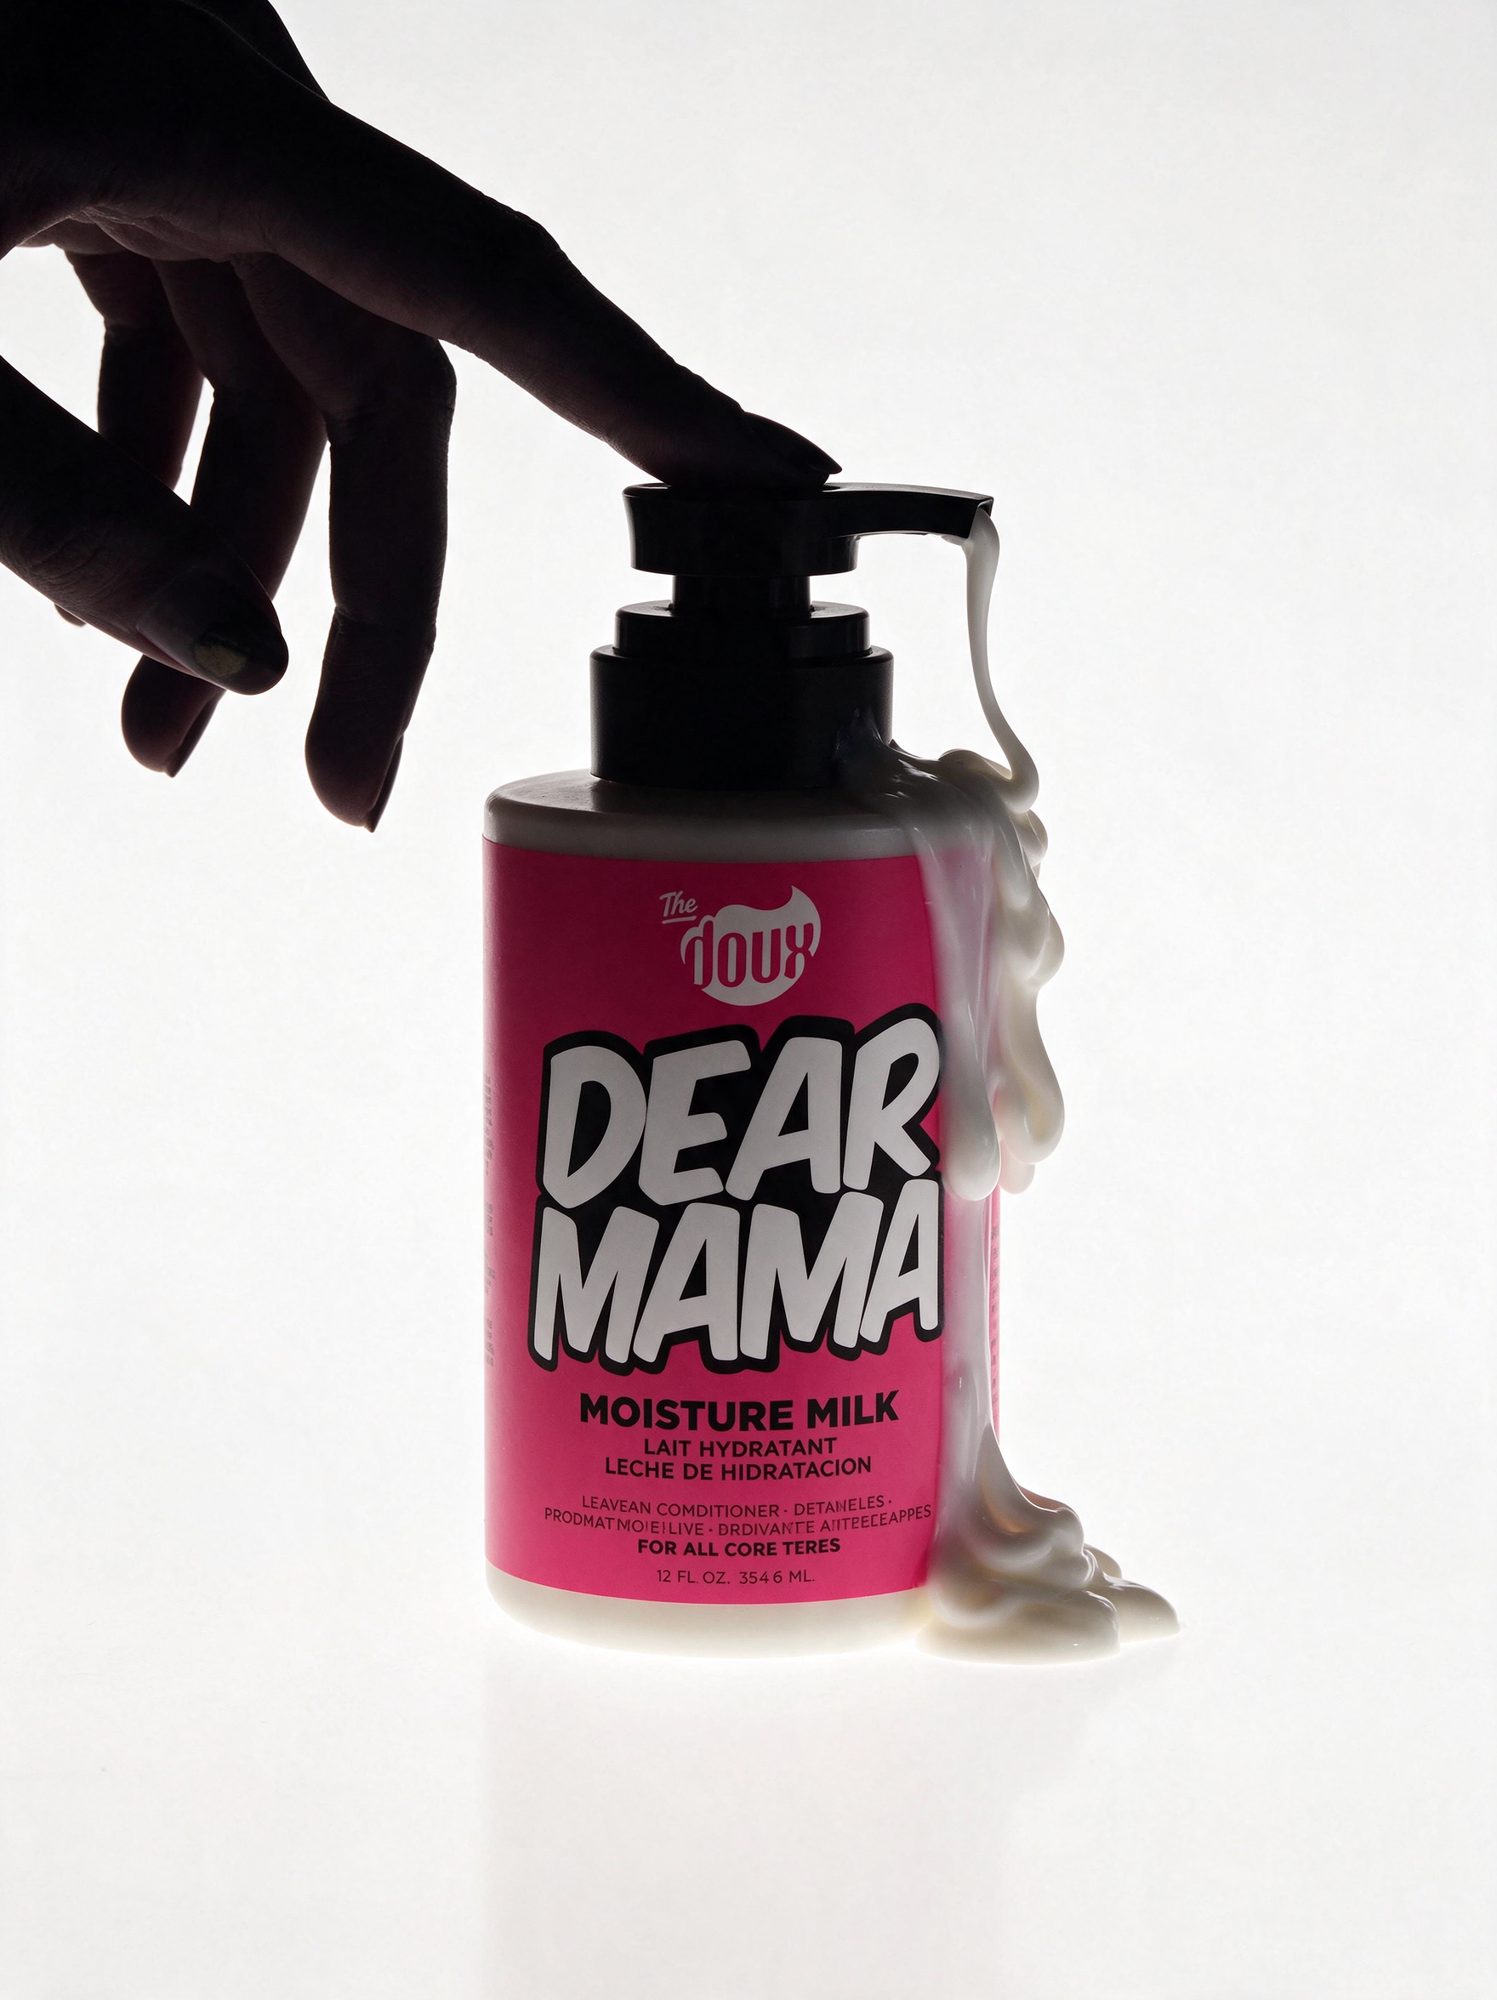 The
doux
DEAR
MAMA
MOISTURE MILK
LAIT HYDRATANT
LECHE DE HIDRATACION
LEAVEAN COMDITIONER · DETANELES ·
FOR ALL CORE TERES
12 FL. OZ. 354 6 ML.